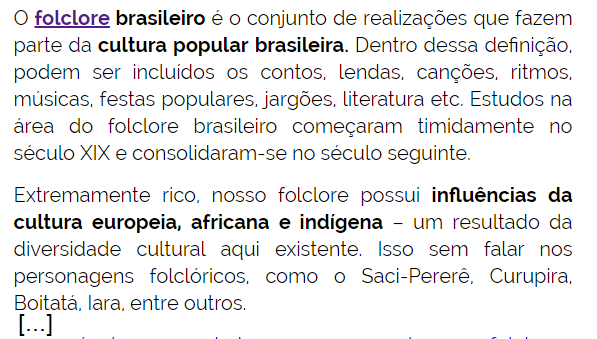 O folclore brasileiro é o conjunto de realizações que fazem
parte da cultura popular brasileira. Dentro dessa definição,
podem ser incluídos os contos, lendas, canções, ritmos,
músicas, festas populares, jargões, literatura etc. Estudos na
área do folclore brasileiro começaram timidamente no
século XIX e consolidaram-se no século seguinte.
Extremamente rico, nosso folclore possui influências da
cultura europeia, africana e indígena – um resultado da
diversidade cultural aqui existente. Isso sem falar nos
personagens folclóricos, como o Saci-Pererê, Curupira,
Boitatá, Iara, entre outros.
[...]